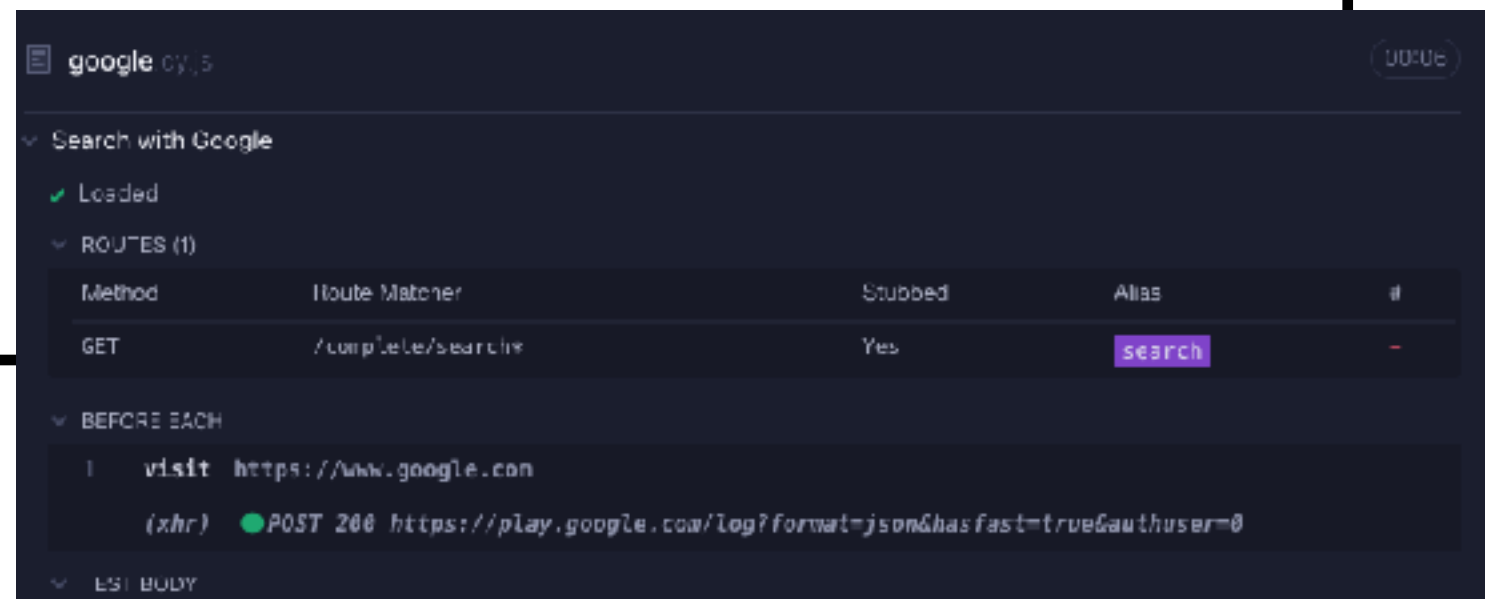 google.cy.js 00:06
Search with Google
Loaded
ROUTES (1)
Method Route Matcher Stubbed Alias #
GET /complete/search* Yes search -
BEFORE EACH
1 visit https://www.google.com
(xhr) POST 200 https://play.google.com/log?format=json&hasfast=true&authuser=0
TEST BODY